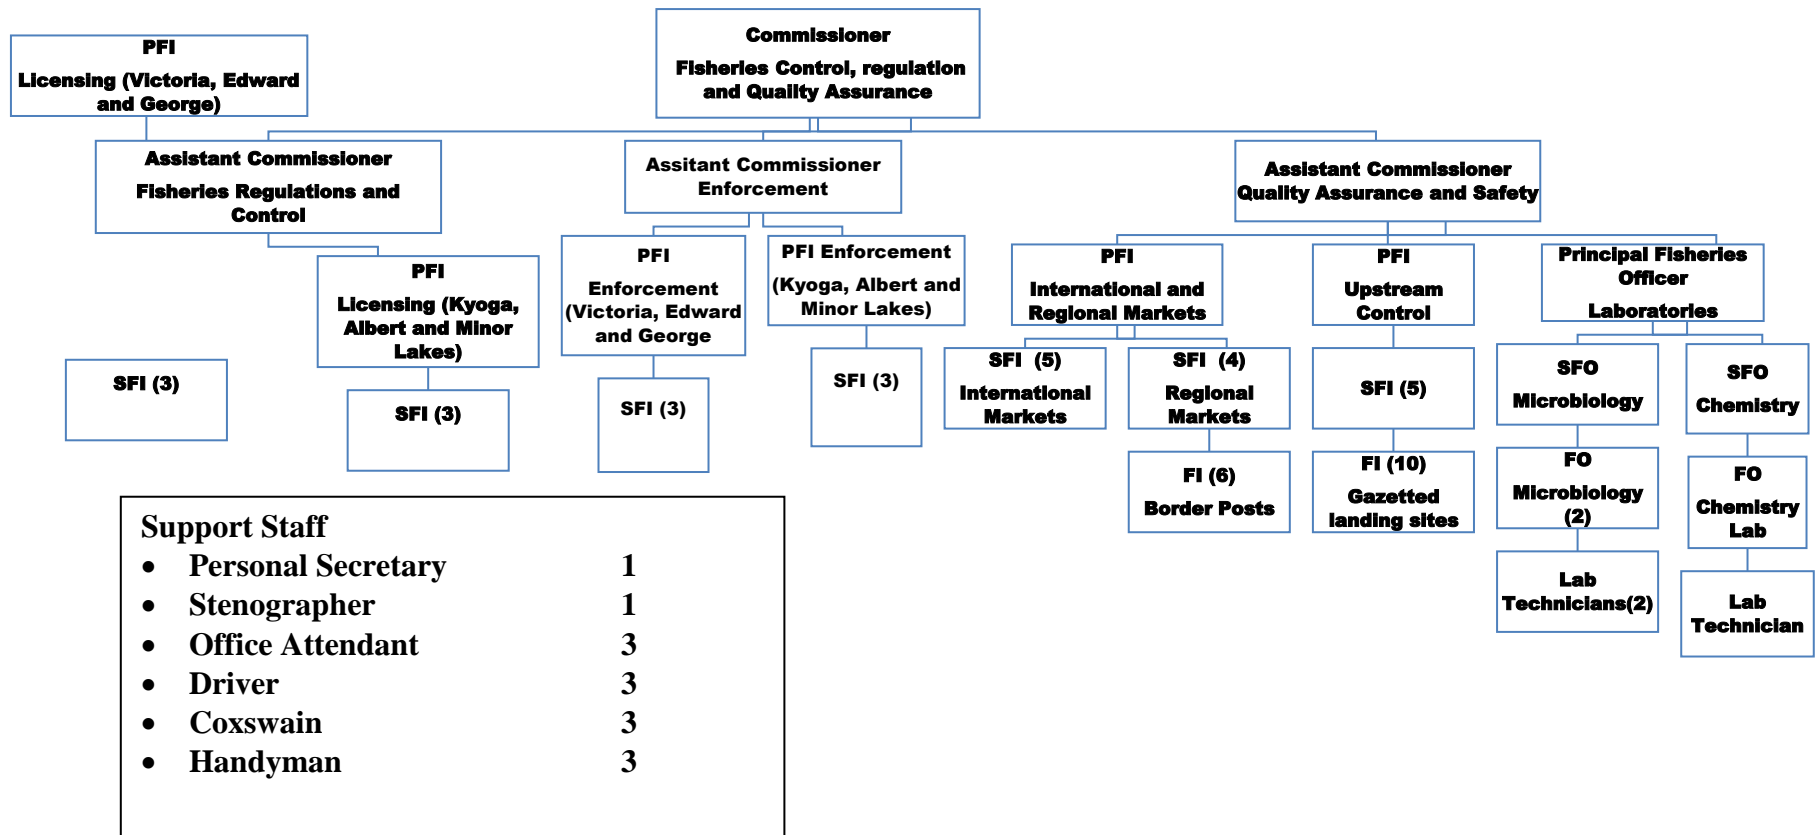 PFI
Licensing (Victoria, Edward
and George)
Commissioner
Fisheries Control, regulation
and Quality Assurance
Assistant Commissioner
Fisheries Regulations and
Control
Assitant Commissioner
Enforcement
Assistant Commissioner
Quality Assurance and Safety
PFI
Licensing (Kyoga,
Albert and Minor
Lakes)
PFI
Enforcement
(Victoria, Edward
and George
PFI Enforcement
(Kyoga, Albert and
Minor Lakes)
PFI
International and
Regional Markets
PFI
Upstream
Control
Principal Fisheries
Officer
Laboratories
SFI (3)
SFI (3)
SFI (3)
SFI (3)
SFI (5)
International
Markets
SFI (4)
Regional
Markets
SFI (5)
SFO
Microbiology
SFO
Chemistry
FI (6)
Border Posts
FI (10)
Gazetted
landing sites
FO
Microbiology
(2)
FO
Chemistry
Lab
Lab
Technicians(2)
Lab
Technician
Support Staff
• Personal Secretary 1
• Stenographer 1
• Office Attendant 3
• Driver 3
• Coxswain 3
• Handyman 3